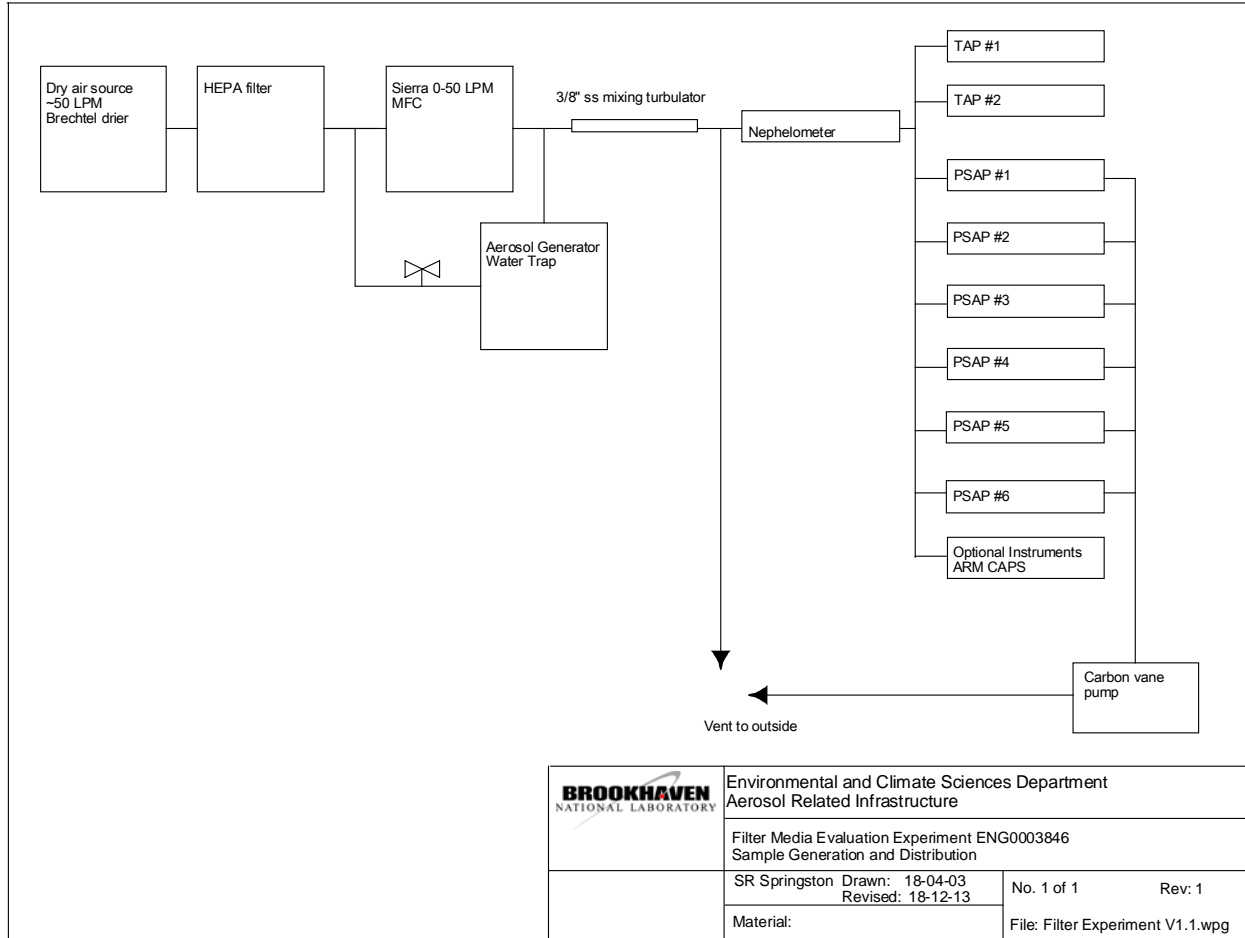 Dry air source
~50 LPM
Brechtel drier
HEPA filter
Sierra 0-50 LPM
MFC
3/8" ss mixing turbulator
Nephelometer
Aerosol Generator
Water Trap
TAP #1
TAP #2
PSAP #1
PSAP #2
PSAP #3
PSAP #4
PSAP #5
PSAP #6
Optional Instruments
ARM CAPS
Carbon vane
pump
Vent to outside
BROOKHAVEN
NATIONAL LABORATORY
Environmental and Climate Sciences Department
Aerosol Related Infrastructure
Filter Media Evaluation Experiment ENG0003846
Sample Generation and Distribution
SR Springston Drawn: 18-04-03
Revised: 18-12-13
No. 1 of 1 Rev: 1
Material:
File: Filter Experiment V1.1.wpg